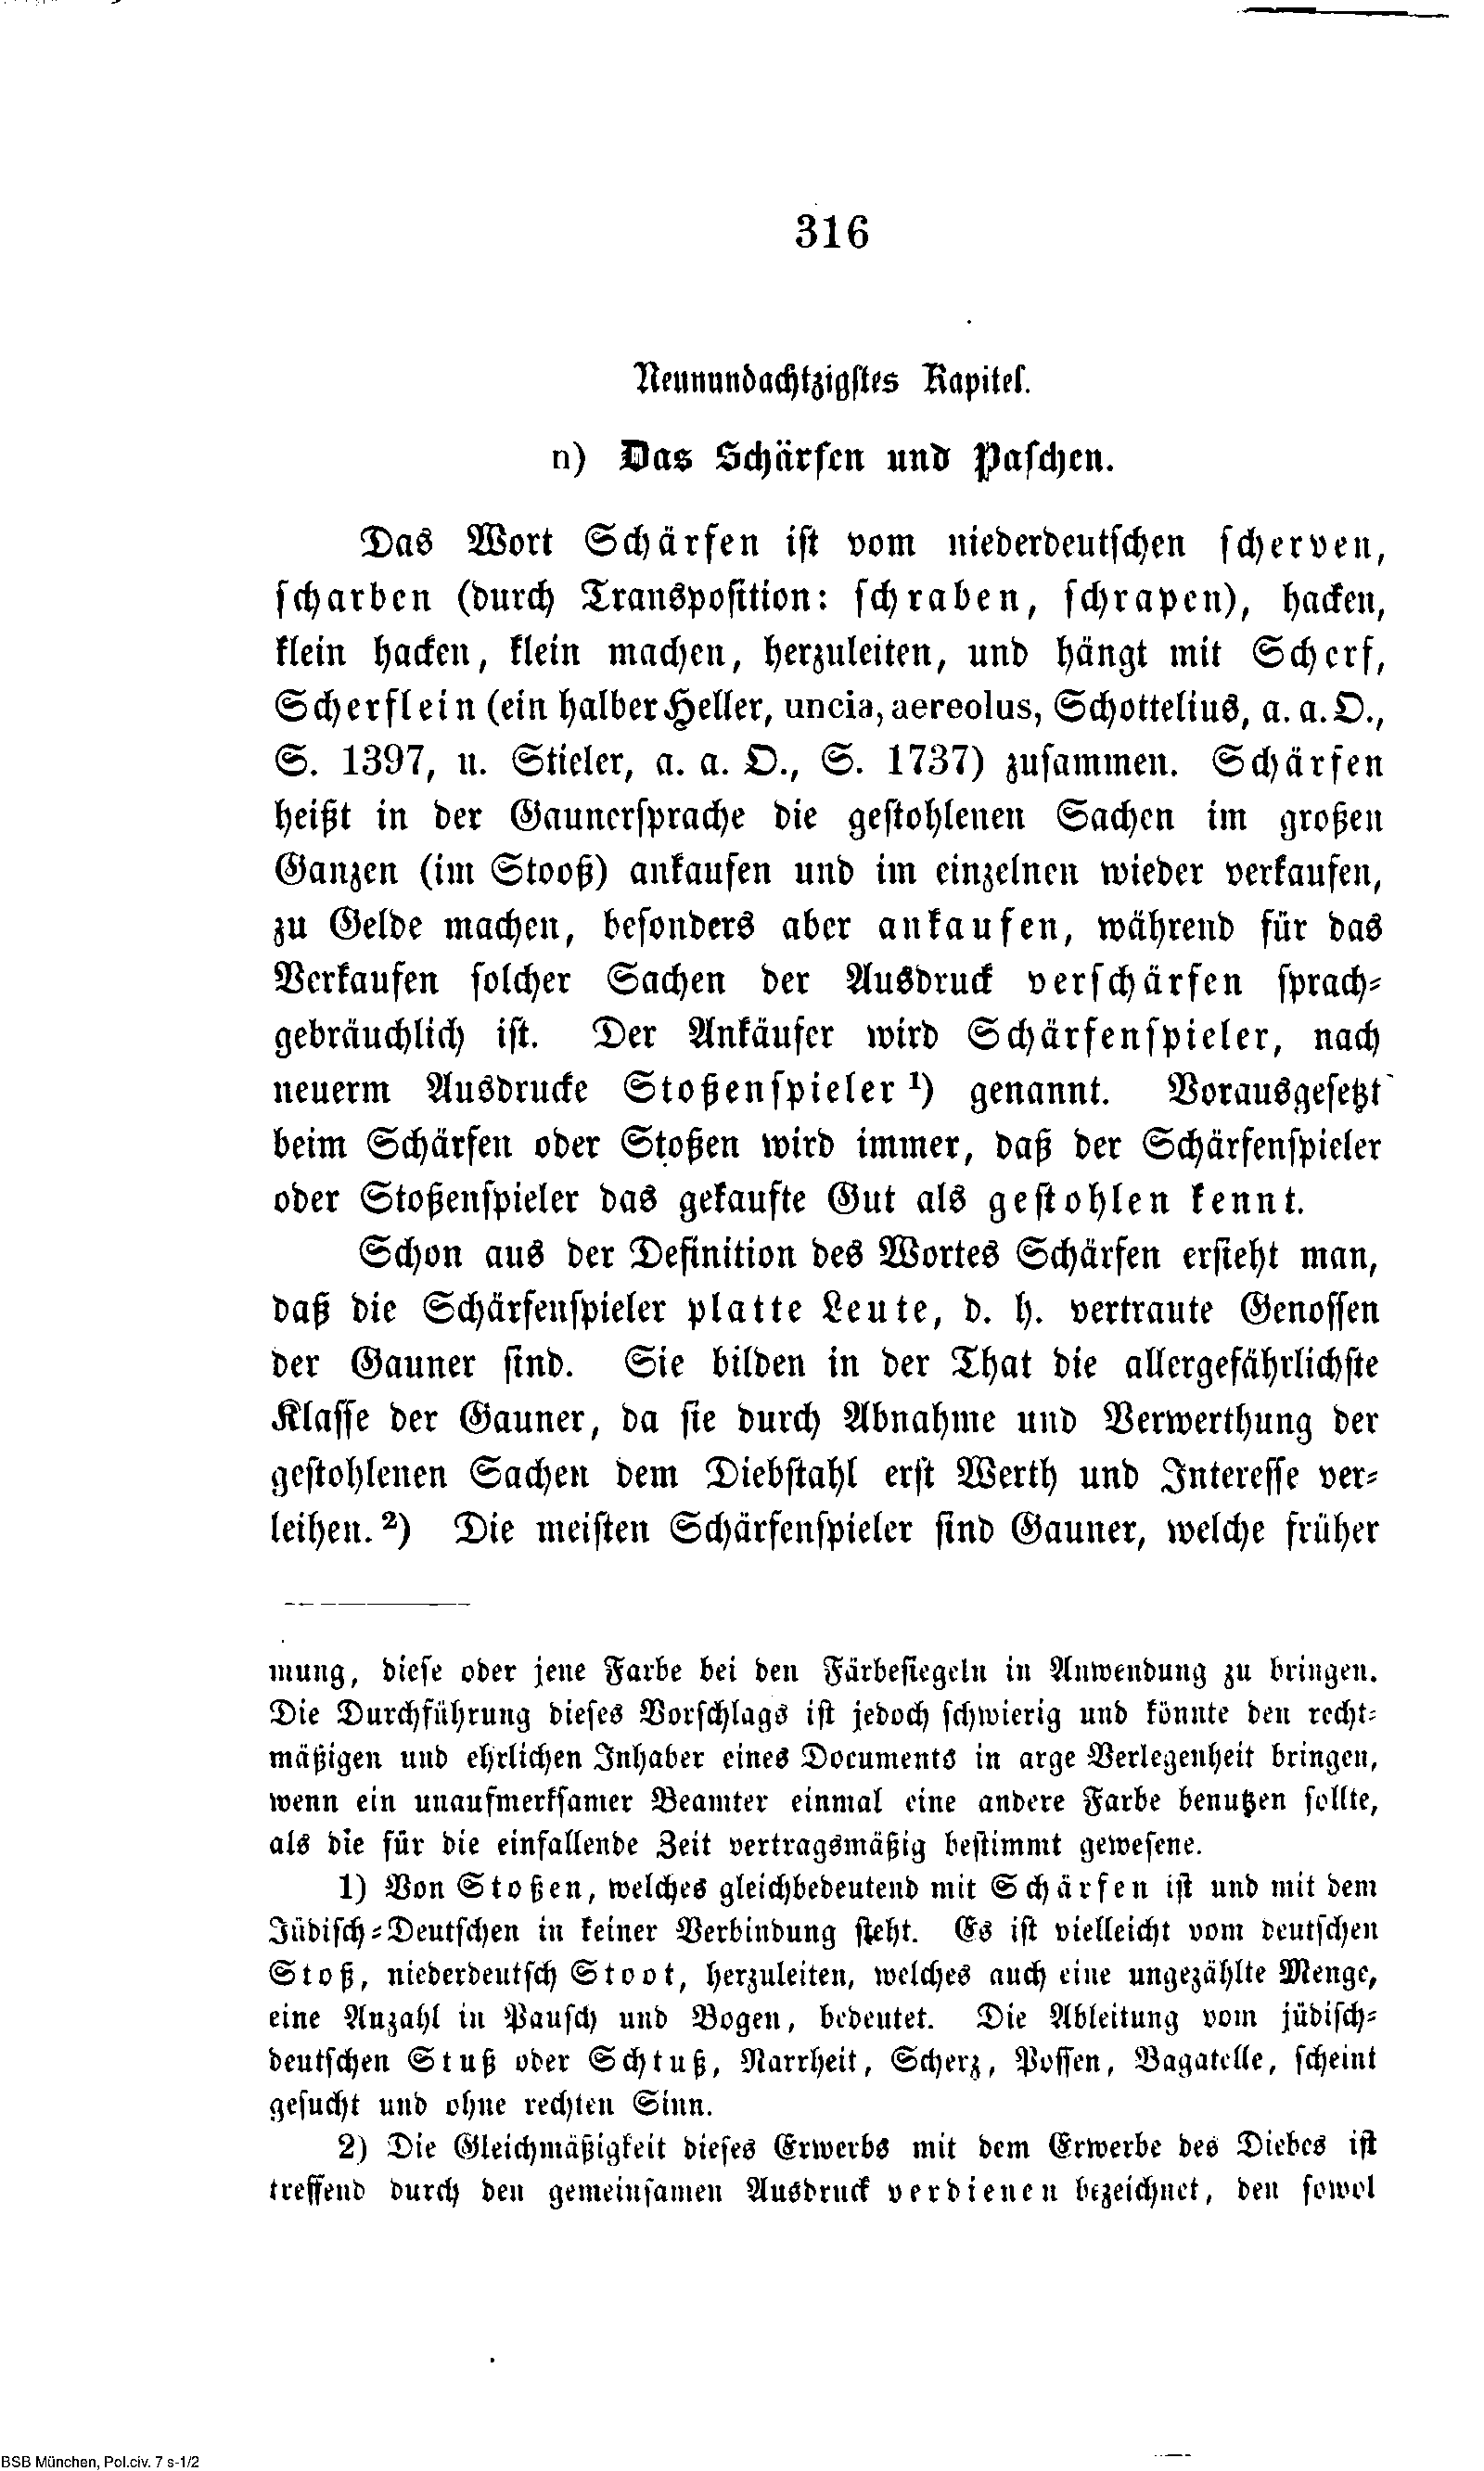 316
Neunundachtzigstes Kapitel.
n) Das Schärfen und Paschen.
Das Wort Schärfen ist vom niederdeutschen scherven,
scharben (durch Transposition: schraben, schrapen), hacken,
klein hacken, klein machen, herzuleiten, und hängt mit Scherf,
Scherflein (ein halber Heller, uncia, aereolus, Schottelius, a. a. O.,
S. 1397, u. Stieler, a. a. O., S. 1737) zusammen. Schärfen
heißt in der Gaunersprache die gestohlenen Sachen im großen
Ganzen (im Stooß) ankaufen und im einzelnen wieder verkaufen,
zu Gelde machen, besonders aber ankaufen, während für das
Verkaufen solcher Sachen der Ausdruck verschärfen sprach-
gebräuchlich ist. Der Ankäufer wird Schärfenspieler, nach
neuerm Ausdrucke Stoßenspieler ¹) genannt. Vorausgesetzt
beim Schärfen oder Stoßen wird immer, daß der Schärfenspieler
oder Stoßenspieler das gekaufte Gut als gestohlen kennt.
Schon aus der Definition des Wortes Schärfen ersieht man,
daß die Schärfenspieler platte Leute, d. h. vertraute Genossen
der Gauner sind. Sie bilden in der That die allergefährlichste
Klasse der Gauner, da sie durch Abnahme und Verwerthung der
gestohlenen Sachen dem Diebstahl erst Werth und Interesse ver-
leihen. ²) Die meisten Schärfenspieler sind Gauner, welche früher
mung, diese oder jene Farbe bei den Färbesiegeln in Anwendung zu bringen.
Die Durchführung dieses Vorschlags ist jedoch schwierig und könnte den recht-
mäßigen und ehrlichen Inhaber eines Documents in arge Verlegenheit bringen,
wenn ein unaufmerksamer Beamter einmal eine andere Farbe benutzen sollte,
als die für die einfallende Zeit vertragsmäßig bestimmt gewesene.
1) Von Stoßen, welches gleichbedeutend mit Schärfen ist und mit dem
Jüdisch-Deutschen in keiner Verbindung steht. Es ist vielleicht vom deutschen
Stoß, niederdeutsch Stoot, herzuleiten, welches auch eine ungezählte Menge,
eine Anzahl in Pausch und Bogen, bedeutet. Die Ableitung vom jüdisch-
deutschen Stuß oder Schtuß, Narrheit, Scherz, Possen, Bagatelle, scheint
gesucht und ohne rechten Sinn.
2) Die Gleichmäßigkeit dieses Erwerbs mit dem Erwerbe des Diebes ist
treffend durch den gemeinsamen Ausdruck verdienen bezeichnet, den sowol
BSB München, Pol.civ. 7 s-1/2